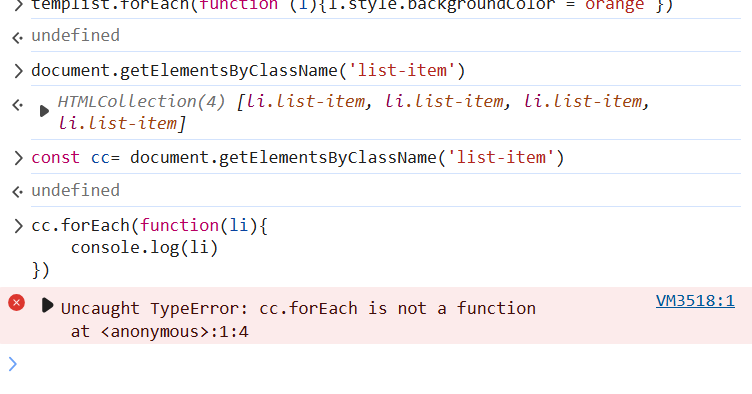 templist.forEach(function (l){l.style.backgroundColor = orange })
undefined
document.getElementsByClassName('list-item')
HTMLCollection(4) [li.list-item, li.list-item, li.list-item,
li.list-item]
const cc= document.getElementsByClassName('list-item')
undefined
cc.forEach(function(li){
console.log(li)
})
Uncaught TypeError: cc.forEach is not a function VM3518:1
at <anonymous>:1:4